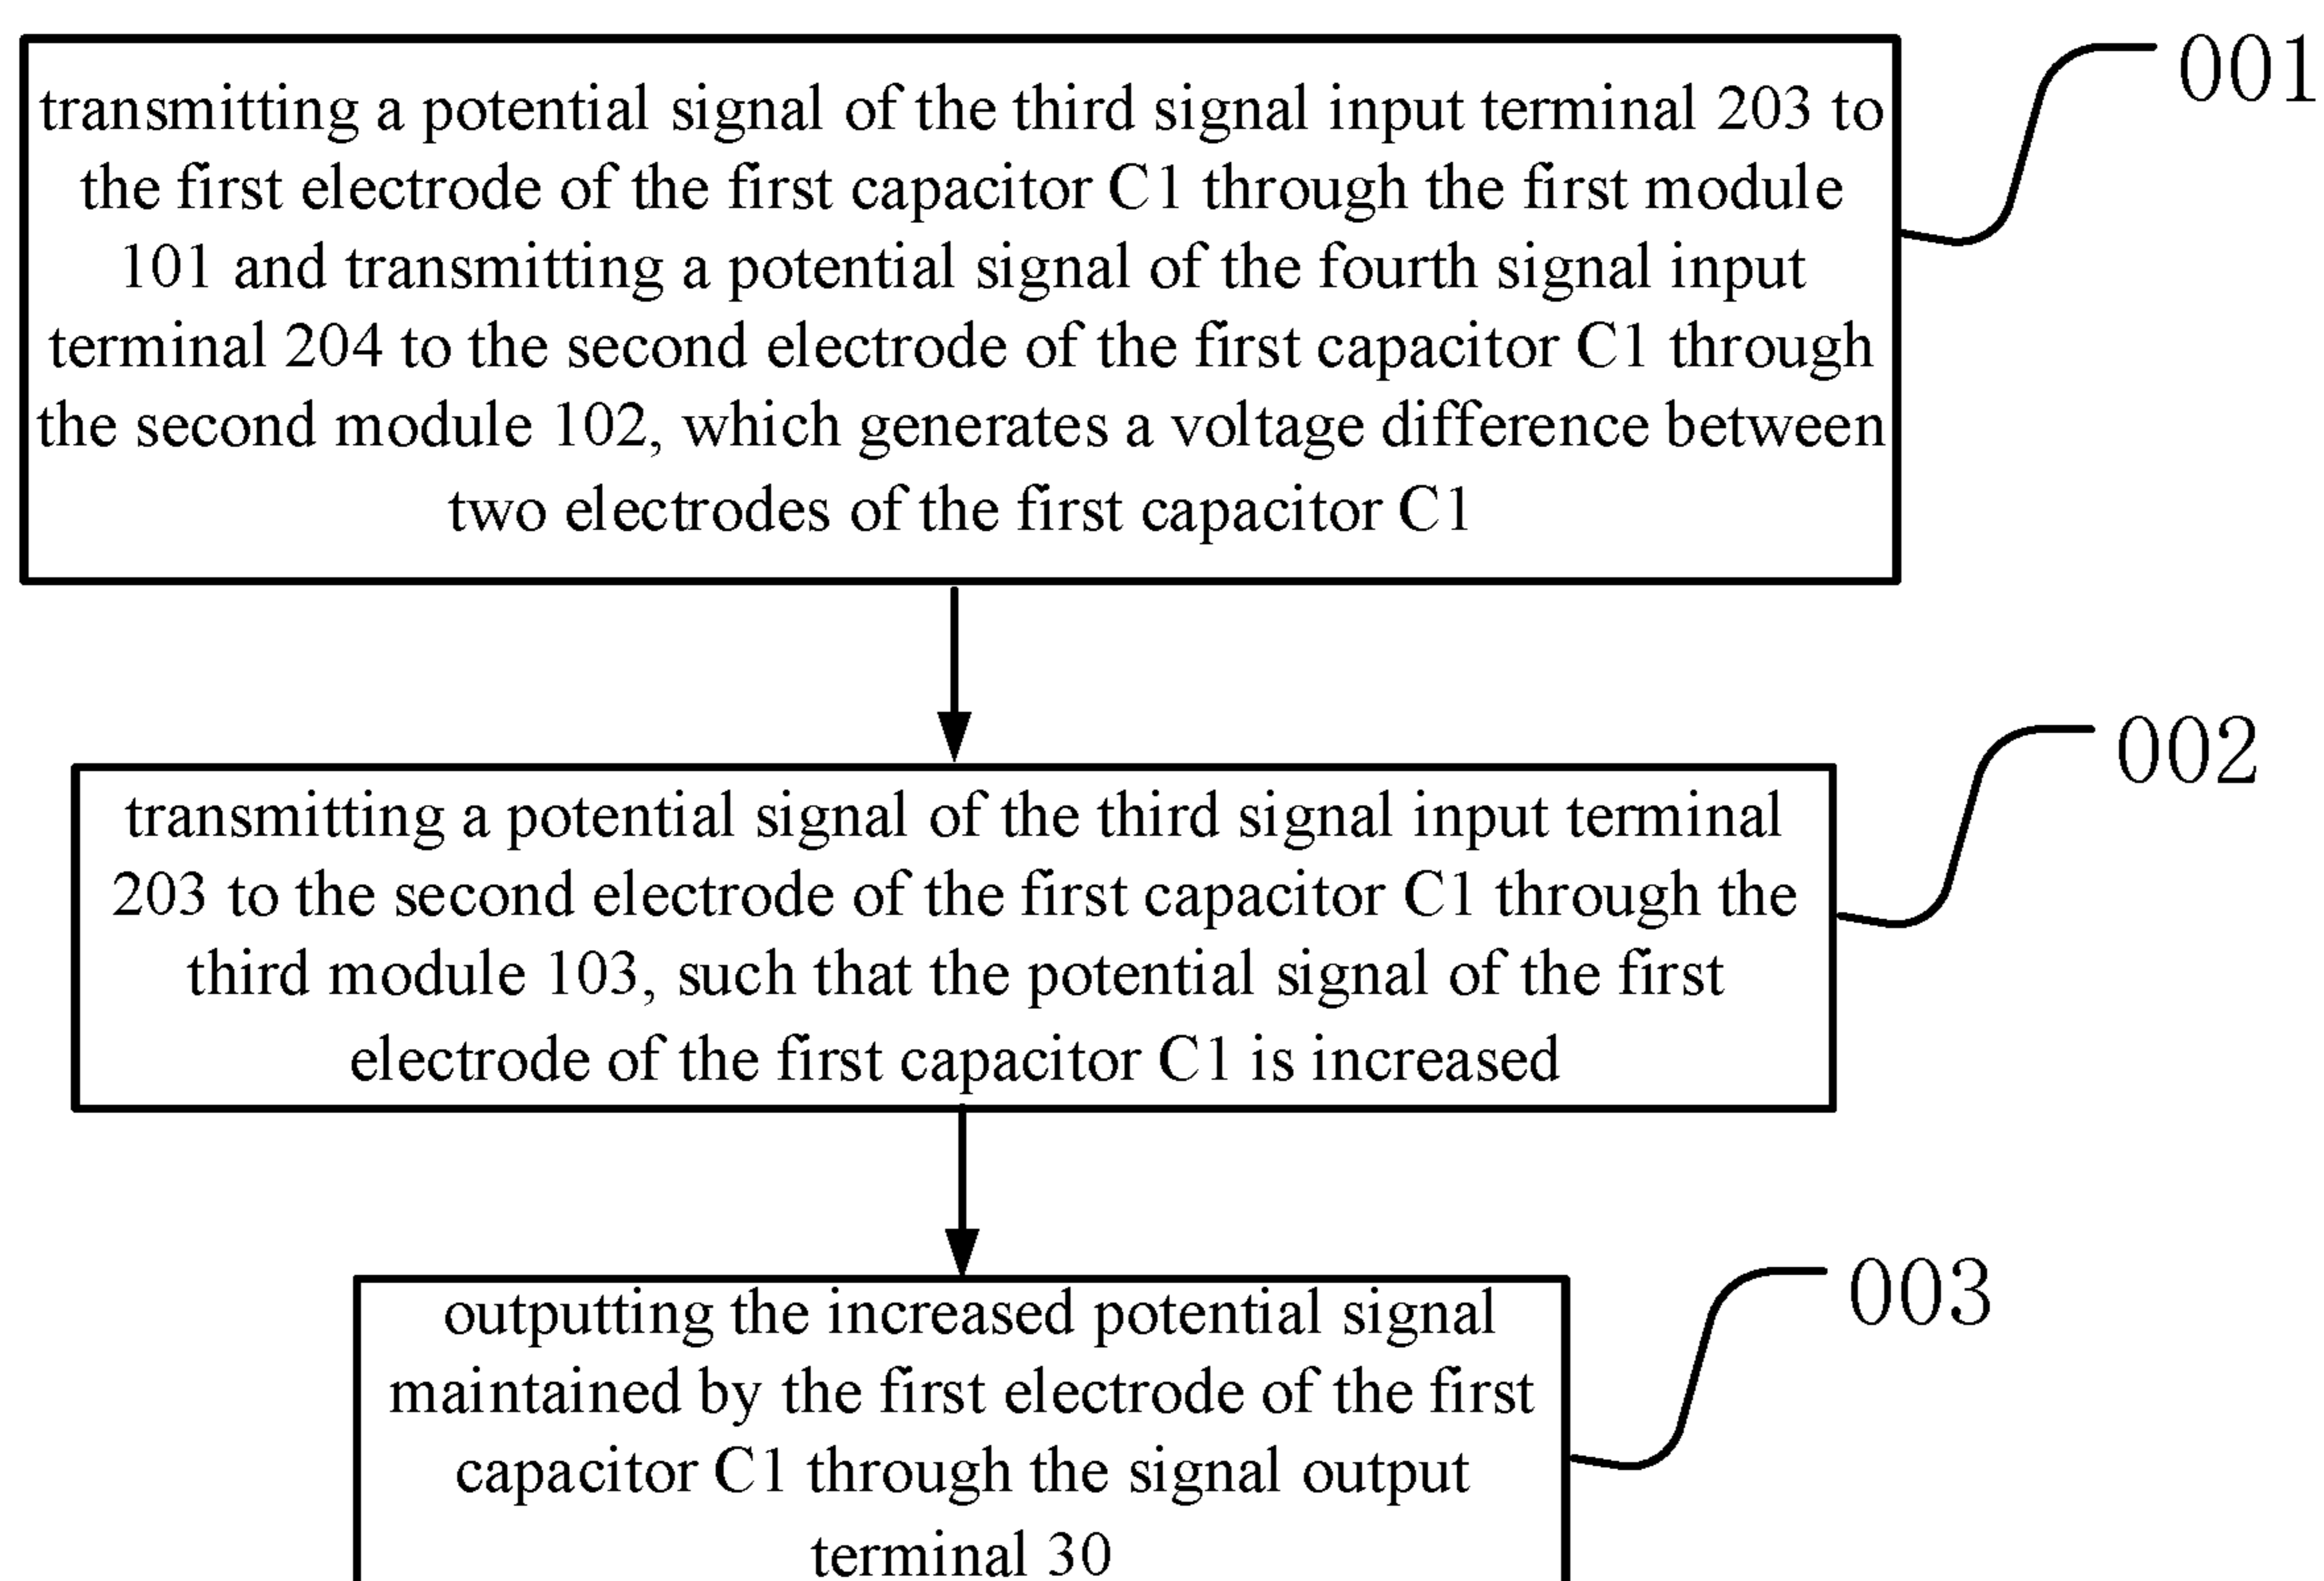 001
transmitting a potential signal of the third signal input terminal 203 to
the first electrode of the first capacitor C1 through the first module
101 and transmitting a potential signal of the fourth signal input
terminal 204 to the second electrode of the first capacitor C1 through
the second module 102, which generates a voltage difference between
two electrodes of the first capacitor C1
002
transmitting a potential signal of the third signal input terminal
203 to the second electrode of the first capacitor C1 through the
third module 103, such that the potential signal of the first
electrode of the first capacitor C1 is increased
003
outputting the increased potential signal
maintained by the first electrode of the first
capacitor C1 through the signal output
terminal 30